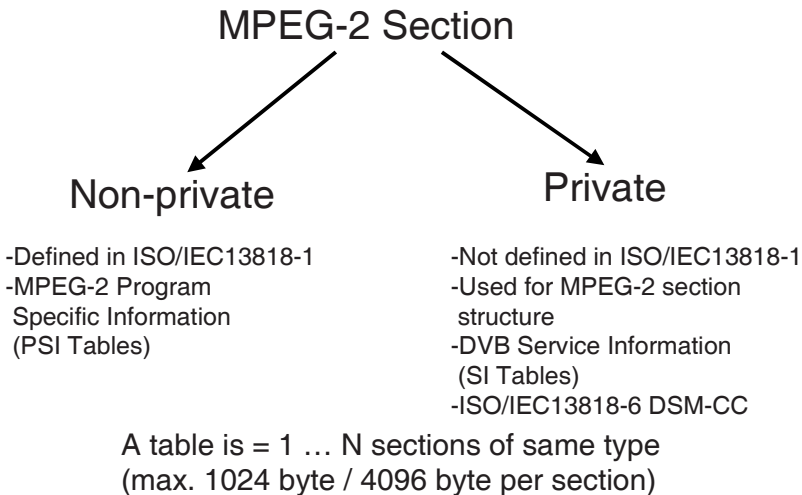 MPEG-2 Section
Non-private
-Defined in ISO/IEC13818-1
-MPEG-2 Program
Specific Information
(PSI Tables)
Private
-Not defined in ISO/IEC13818-1
-Used for MPEG-2 section
structure
-DVB Service Information
(SI Tables)
-ISO/IEC13818-6 DSM-CC
A table is = 1 … N sections of same type
(max. 1024 byte / 4096 byte per section)